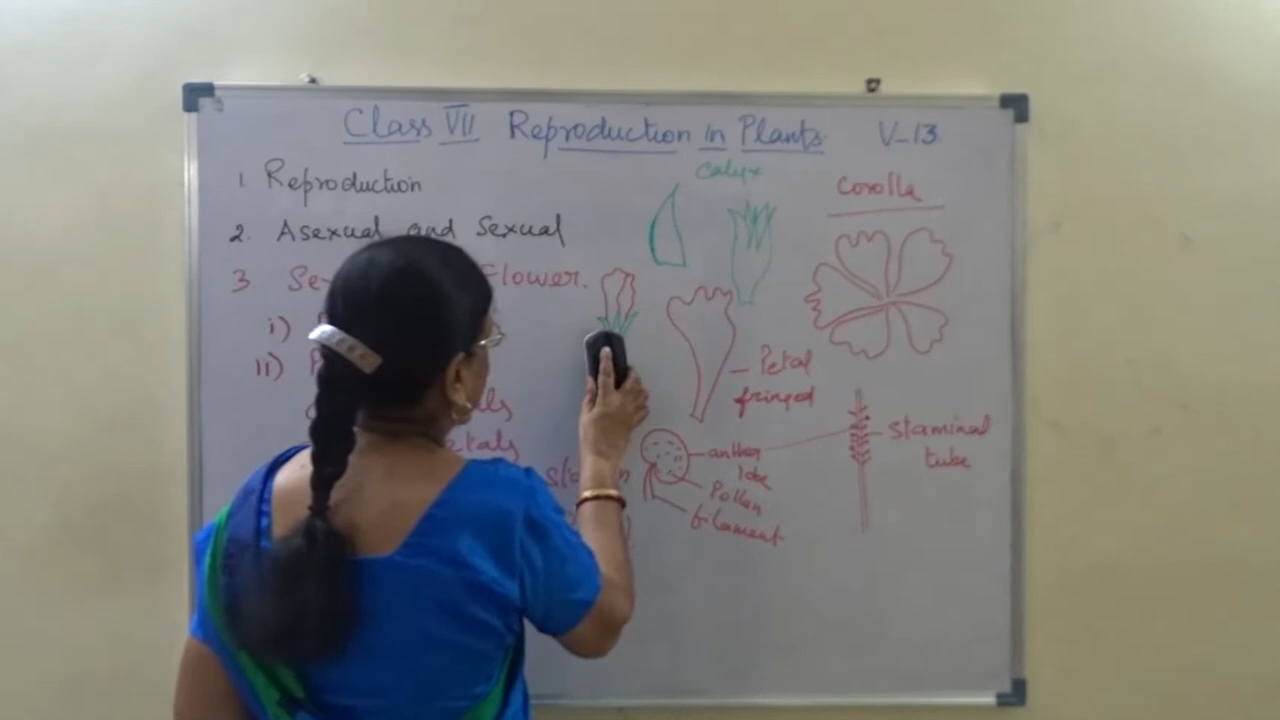 Class VII Reproduction in Plants V-13
1. Reproduction
2. Asexual and Sexual
3 Flower.
i)
ii)
Calyx
Corolla
Petal
fringed
anther
lobe
Pollen
filament
Staminal
tube